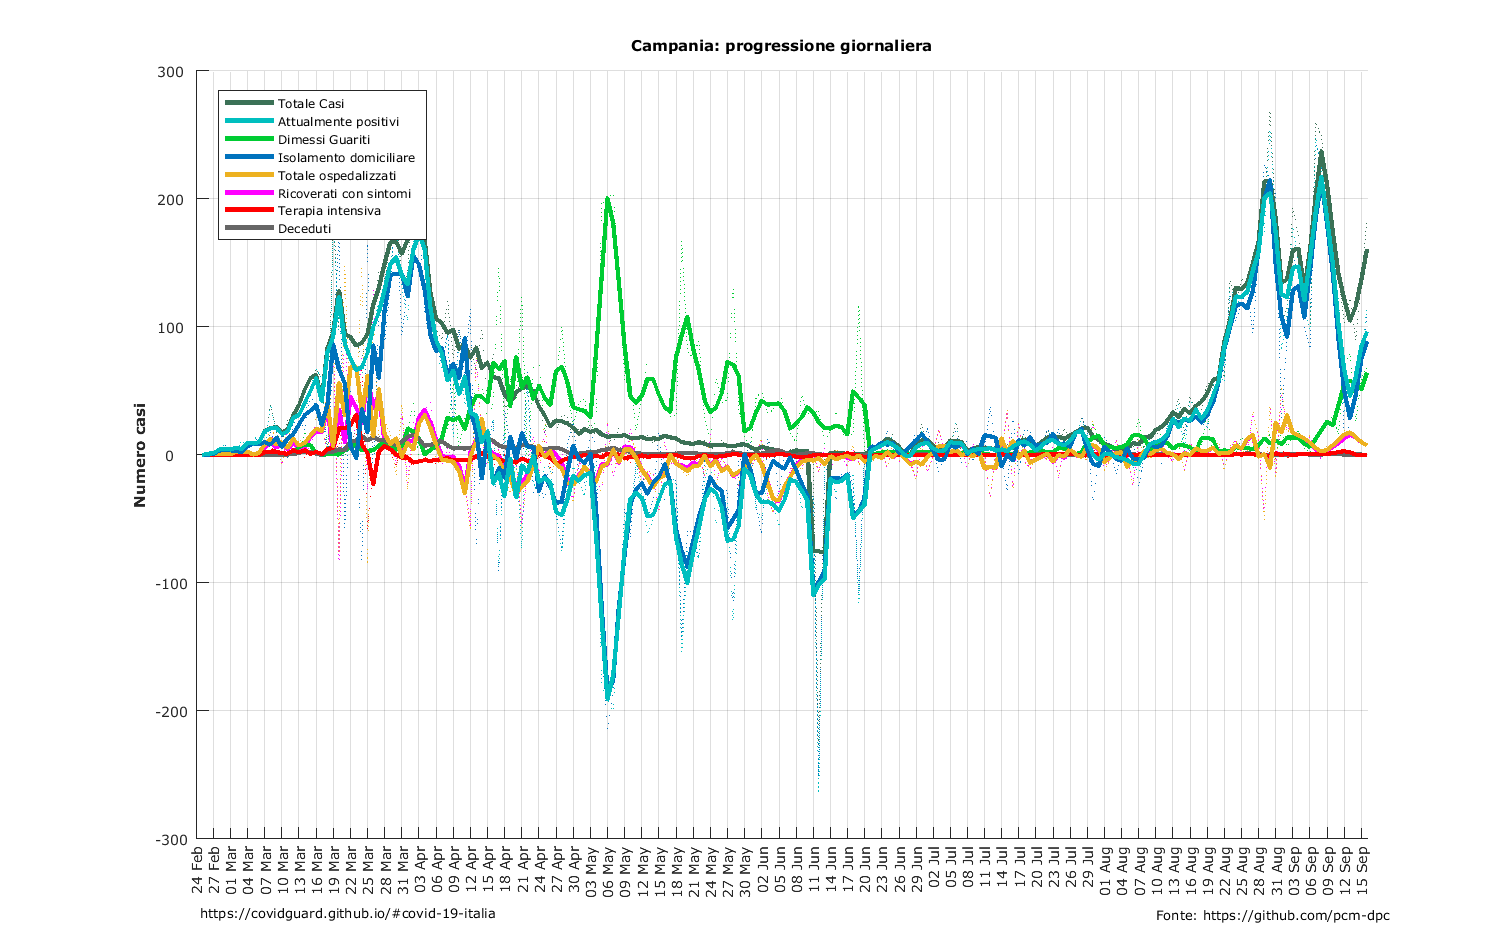 Campania: progressione giornaliera
300
200
100
0
-100
-200
-300
Numero casi
Totale Casi
Attualmente positivi
Dimessi Guariti
Isolamento domiciliare
Totale ospedalizzati
Ricoverati con sintomi
Terapia intensiva
Deceduti
24 Feb
27 Feb
01 Mar
04 Mar
07 Mar
10 Mar
13 Mar
16 Mar
19 Mar
22 Mar
25 Mar
28 Mar
31 Mar
03 Apr
06 Apr
09 Apr
12 Apr
15 Apr
18 Apr
21 Apr
24 Apr
27 Apr
30 Apr
03 May
06 May
09 May
12 May
15 May
18 May
21 May
24 May
27 May
30 May
02 Jun
05 Jun
08 Jun
11 Jun
14 Jun
17 Jun
20 Jun
23 Jun
26 Jun
29 Jun
02 Jul
05 Jul
08 Jul
11 Jul
14 Jul
17 Jul
20 Jul
23 Jul
26 Jul
29 Jul
01 Aug
04 Aug
07 Aug
10 Aug
13 Aug
16 Aug
19 Aug
22 Aug
25 Aug
28 Aug
31 Aug
03 Sep
06 Sep
09 Sep
12 Sep
15 Sep
https://covidguard.github.io/#covid-19-italia
Fonte: https://github.com/pcm-dpc